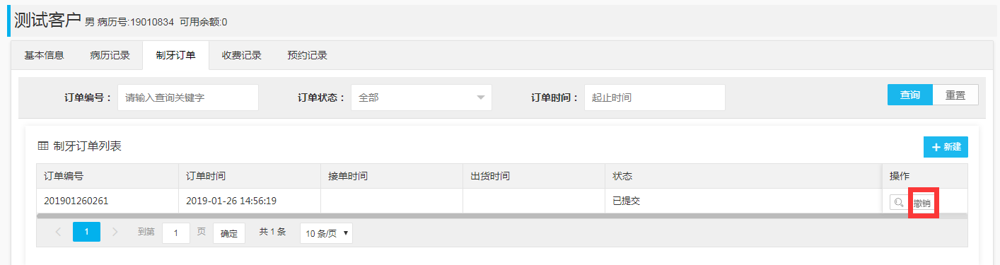 测试客户 男 病历号:19010834 可用余额:0
基本信息 病历记录 制牙订单 收费记录 预约记录
订单编号： 请输入查询关键字 订单状态： 全部 订单时间： 起止时间 查询 重置
制牙订单列表 新建
订单编号 订单时间 接单时间 出货时间 状态 操作
201901260261 2019-01-26 14:56:19 已提交 撤销
1 到第 1 页 确定 共 1 条 10 条/页